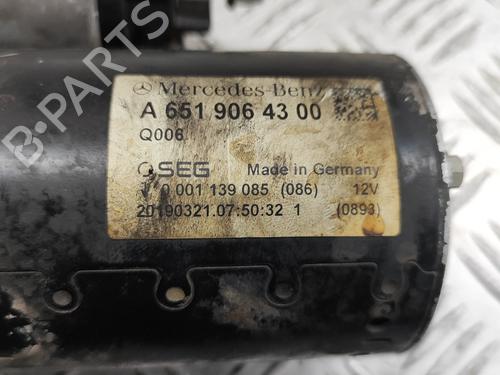 Mercedes-Benz
A 651 906 43 00
Q006
SEG Made in Germany
0 001 139 085 (086) 12V
20190321.07:50:32 1 (0893)